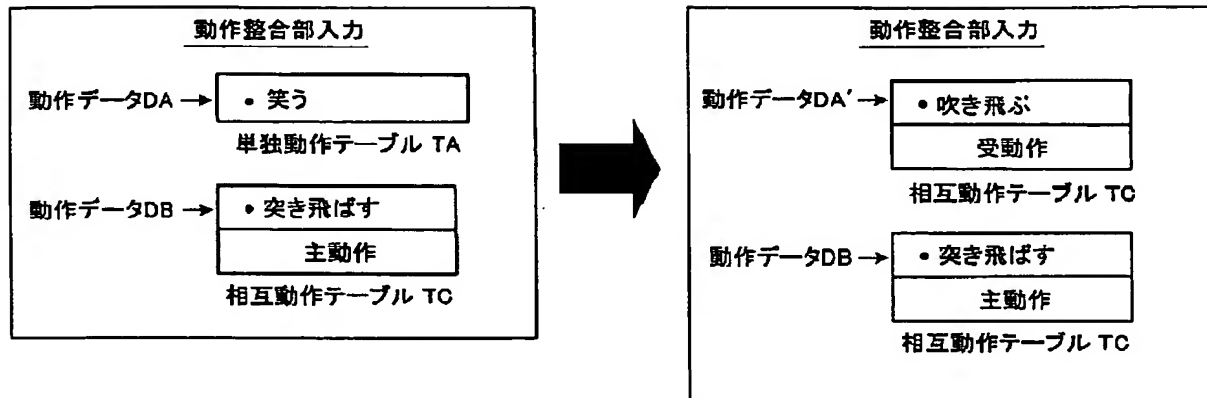 動作整合部入力
動作データDA → • 笑う
単独動作テーブル TA
動作データDB → • 突き飛ばす
主動作
相互動作テーブル TC
動作整合部入力
動作データDA′ → • 吹き飛ぶ
受動作
相互動作テーブル TC
動作データDB → • 突き飛ばす
主動作
相互動作テーブル TC